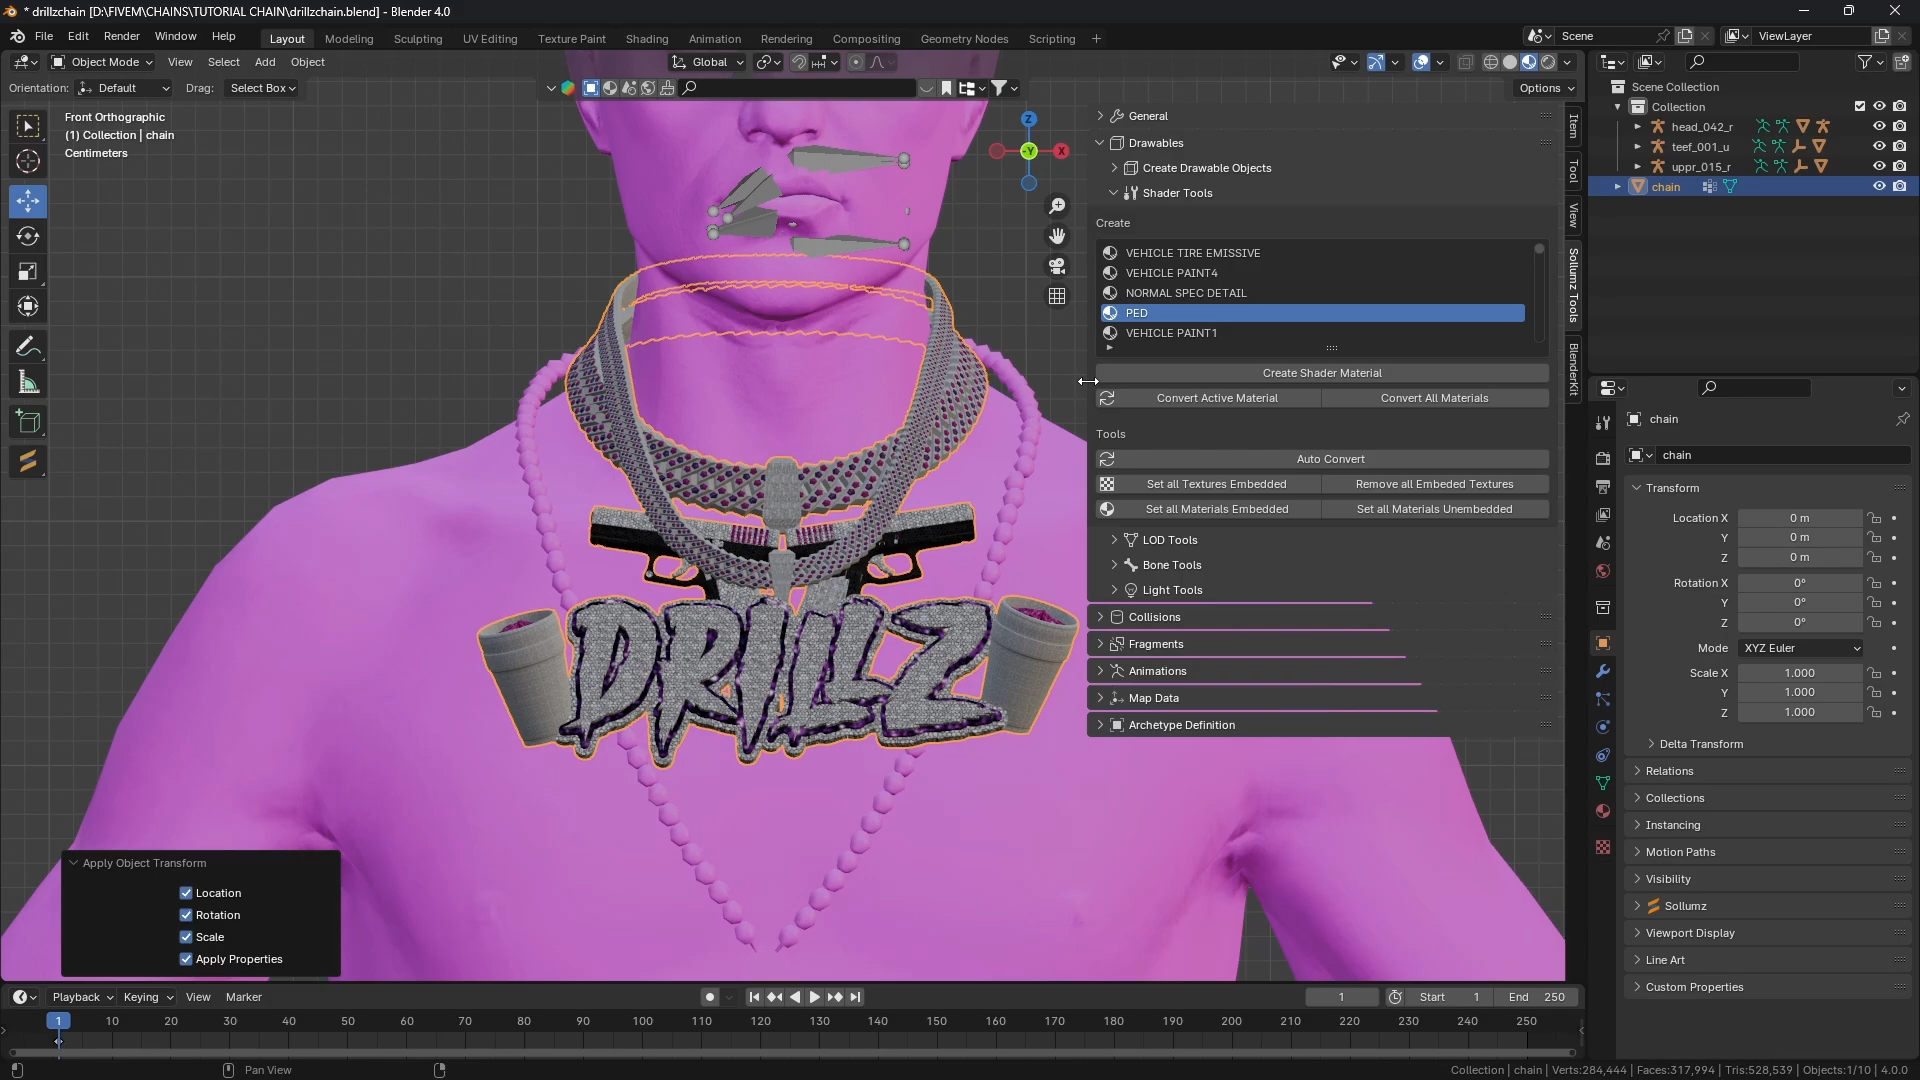 * drillzchain [D:\FIVEM\CHAINS\TUTORIAL CHAIN\drillzchain.blend] - Blender 4.0
File Edit Render Window Help
Layout Modeling Sculpting UV Editing Texture Paint Shading Animation Rendering Compositing Geometry Nodes Scripting +
Scene
ViewLayer
Object Mode View Select Add Object
Global
Orientation: Default Drag: Select Box
Options
Front Orthographic
(1) Collection | chain
Centimeters
Z
-Y
X
General
Drawables
Create Drawable Objects
Shader Tools
Create
VEHICLE TIRE EMISSIVE
VEHICLE PAINT4
NORMAL SPEC DETAIL
PED
VEHICLE PAINT1
Create Shader Material
Convert Active Material Convert All Materials
Tools
Auto Convert
Set all Textures Embedded Remove all Embeded Textures
Set all Materials Embedded Set all Materials Unembedded
LOD Tools
Bone Tools
Light Tools
Collisions
Fragments
Animations
Map Data
Archetype Definition
Item
Tool
View
Sollumz Tools
BlenderKit
DRILLZ
Apply Object Transform
Location
Rotation
Scale
Apply Properties
Scene Collection
Collection
head_042_r
teef_001_u
uppr_015_r
chain
chain
chain
Transform
Location X 0 m
Y 0 m
Z 0 m
Rotation X 0°
Y 0°
Z 0°
Mode XYZ Euler
Scale X 1.000
Y 1.000
Z 1.000
Delta Transform
Relations
Collections
Instancing
Motion Paths
Visibility
Sollumz
Viewport Display
Line Art
Custom Properties
Playback Keying View Marker
1 Start 1 End 250
1 10 20 30 40 50 60 70 80 90 100 110 120 130 140 150 160 170 180 190 200 210 220 230 240 250
Pan View
Collection | chain | Verts:284,444 | Faces:317,994 | Tris:528,539 | Objects:1/10 | 4.0.0